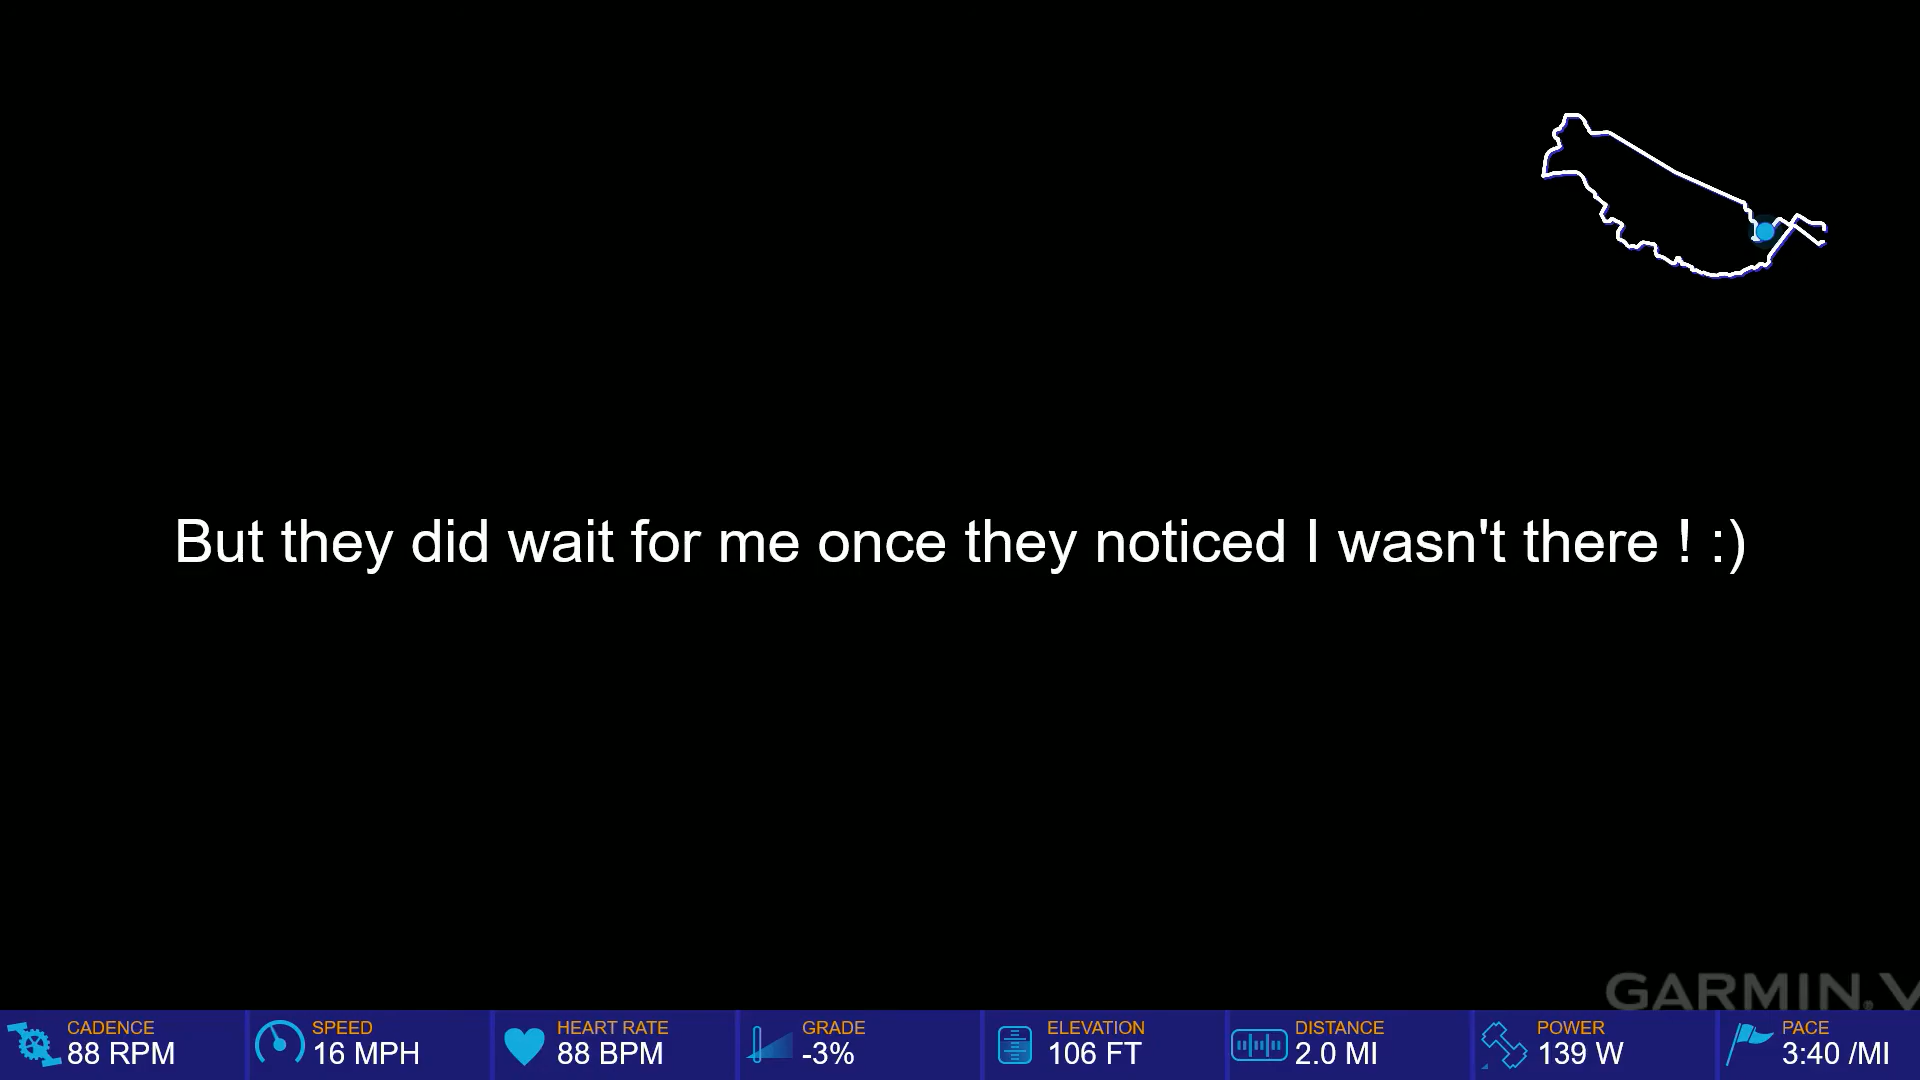 But they did wait for me once they noticed I wasn't there ! :)
GARMIN. V
CADENCE
88 RPM
SPEED
16 MPH
HEART RATE
88 BPM
GRADE
-3%
ELEVATION
106 FT
DISTANCE
2.0 MI
POWER
139 W
PACE
3:40 /MI